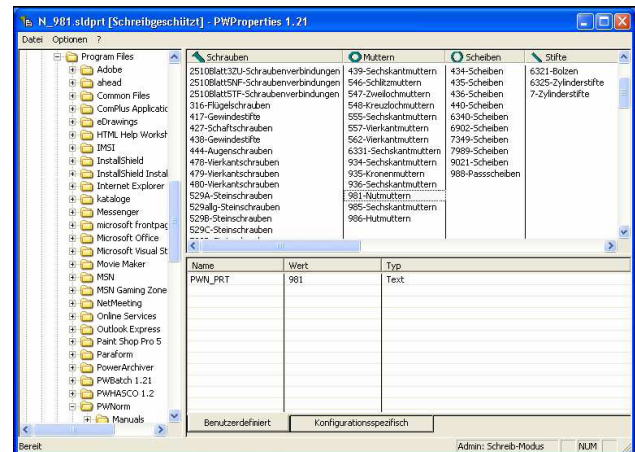 N_981.sldprt [Schreibgeschützt] - PWProperties 1.21
Datei Optionen ?
Program Files
Adobe
ahead
Common Files
ComPlus Applicatic
eDrawings
HTML Help Worksh
IMSI
InstallShield
InstallShield Instal
Internet Explorer
kataloge
Messenger
microsoft frontpag
Microsoft Office
Microsoft Visual St
Movie Maker
MSN
MSN Gaming Zone
NetMeeting
Online Services
Outlook Express
Paint Shop Pro 5
Paraform
PowerArchiver
PWBatch 1.21
PWHASCO 1.2
PWNorm
Manuals
Schrauben Muttern Scheiben Stifte
2510Blatt3ZU-Schraubenverbindungen 439-Sechskantmuttern 434-Scheiben 6321-Bolzen
2510Blatt5NF-Schraubenverbindungen 546-Schlitzmuttern 435-Scheiben 6325-Zylinderstifte
2510Blatt5TF-Schraubenverbindungen 547-Zweilochmuttern 436-Scheiben 7-Zylinderstifte
316-Flügelschrauben 548-Kreuzlochmuttern 440-Scheiben
417-Gewindestifte 555-Sechskantmuttern 6340-Scheiben
427-Schaftschrauben 557-Vierkantmuttern 6902-Scheiben
438-Gewindestifte 562-Vierkantmuttern 7349-Scheiben
444-Augenschrauben 6331-Sechskantmuttern 7989-Scheiben
478-Vierkantschrauben 934-Sechskantmuttern 9021-Scheiben
479-Vierkantschrauben 935-Kronenmuttern 988-Passscheiben
480-Vierkantschrauben 936-Sechskantmuttern
529A-Steinschrauben 981-Nutmuttern
529allg-Steinschrauben 985-Sechskantmuttern
529B-Steinschrauben 986-Hutmuttern
529C-Steinschrauben
Name Wert Typ
PWN_PRT 981 Text
Benutzerdefiniert Konfigurationsspezifisch
Bereit Admin: Schreib-Modus NUM